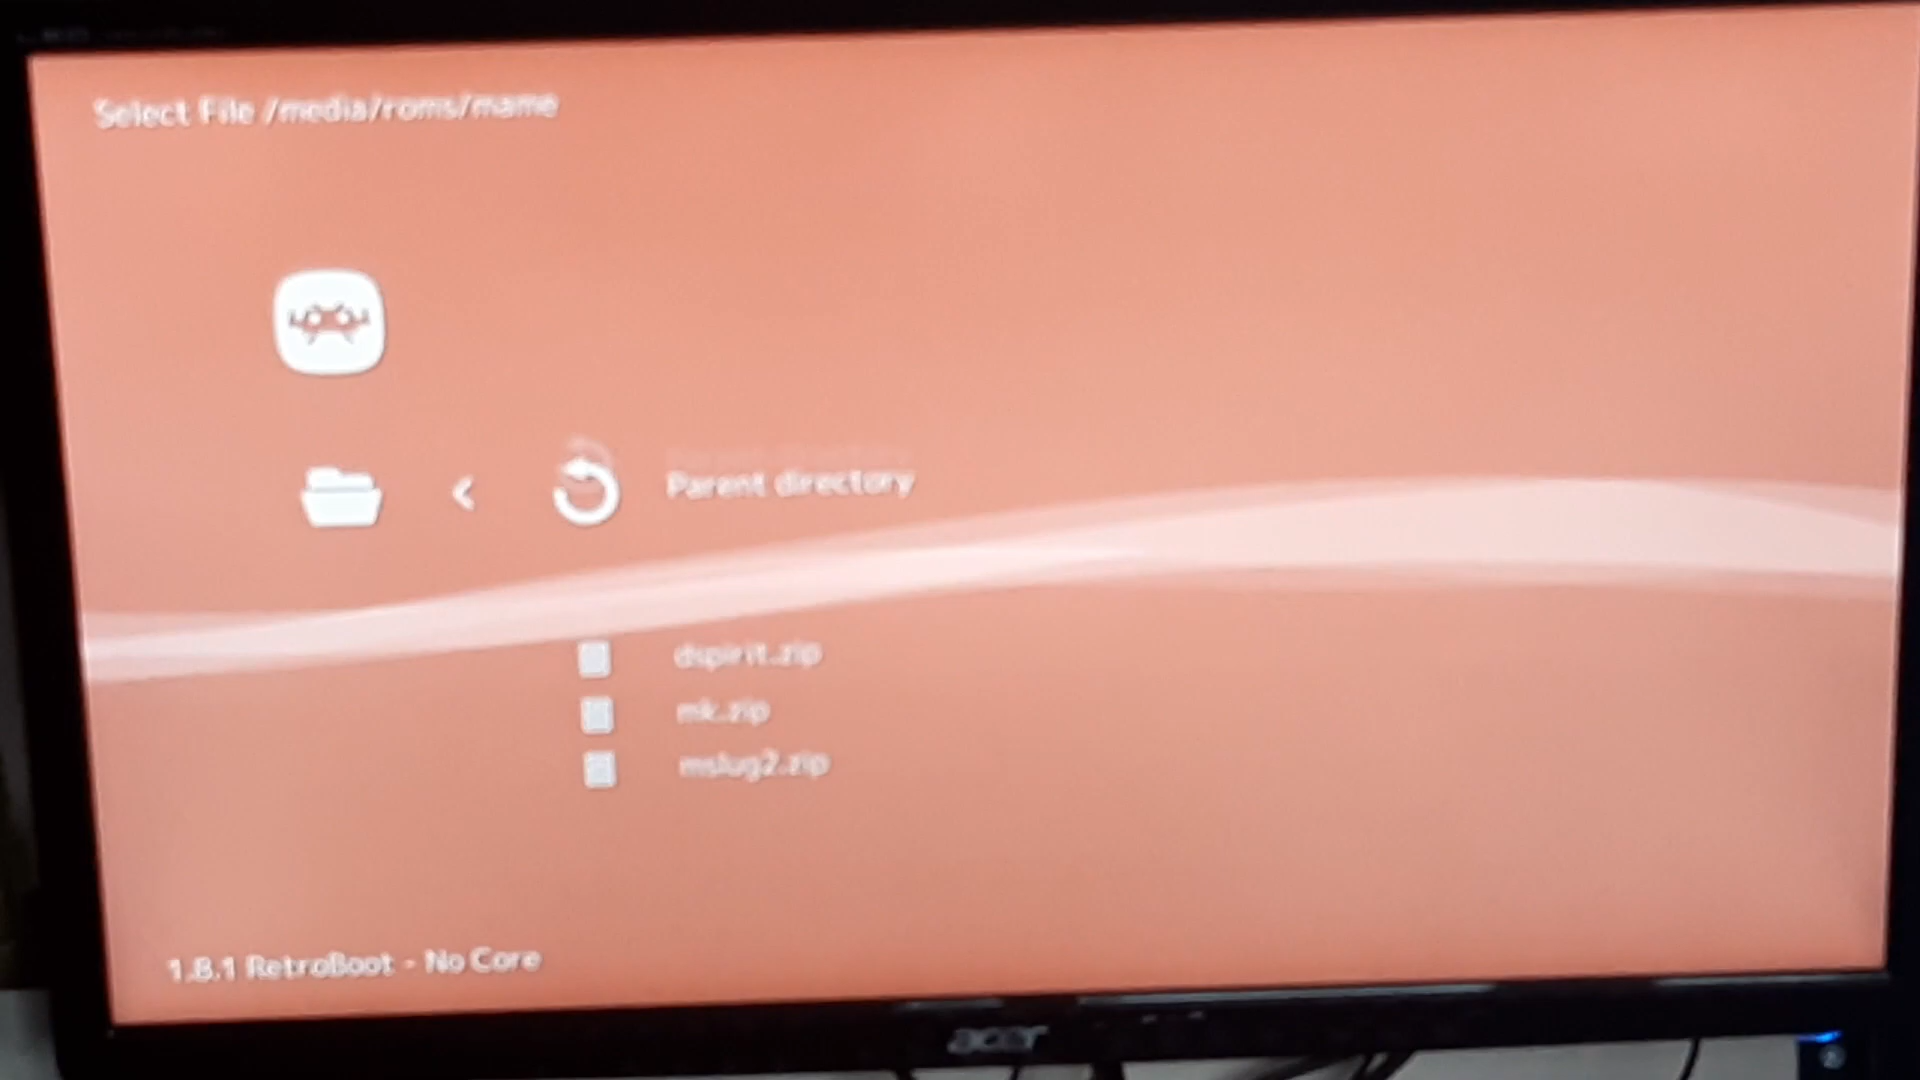 Select File /media/roms/mame
Parent directory
dspirit.zip
mk.zip
mslug2.zip
1.8.1 RetroBoot - No Core
acer